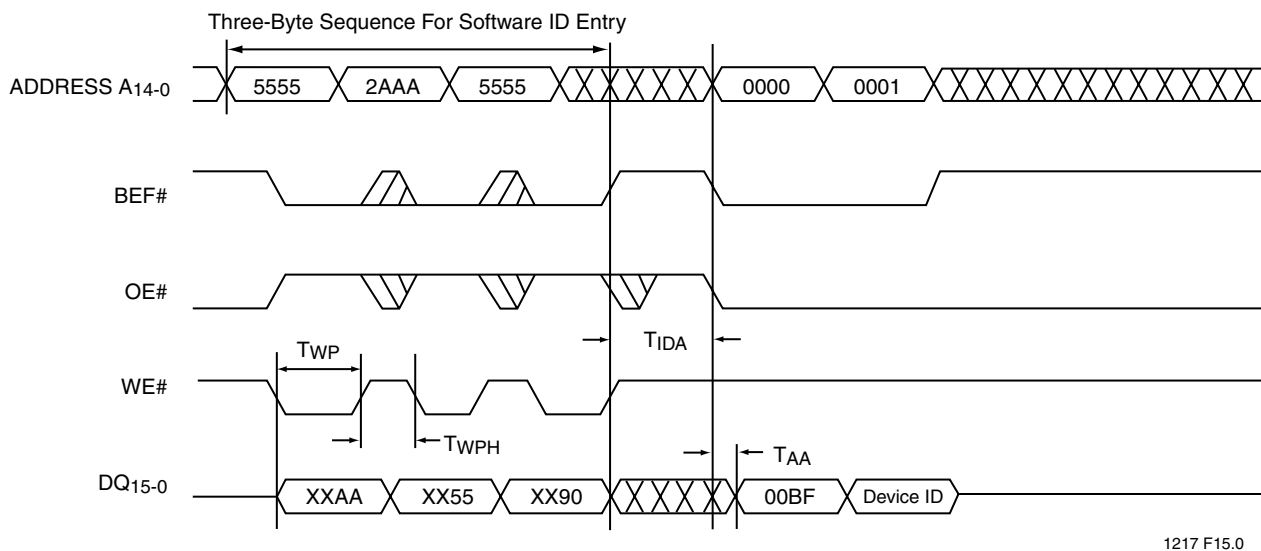 Three-Byte Sequence For Software ID Entry
ADDRESS A14-0
5555 2AAA 5555 0000 0001
BEF#
OE#
TIDA
TWP
WE#
TWPH
TAA
DQ15-0
XXAA XX55 XX90 00BF Device ID
1217 F15.0